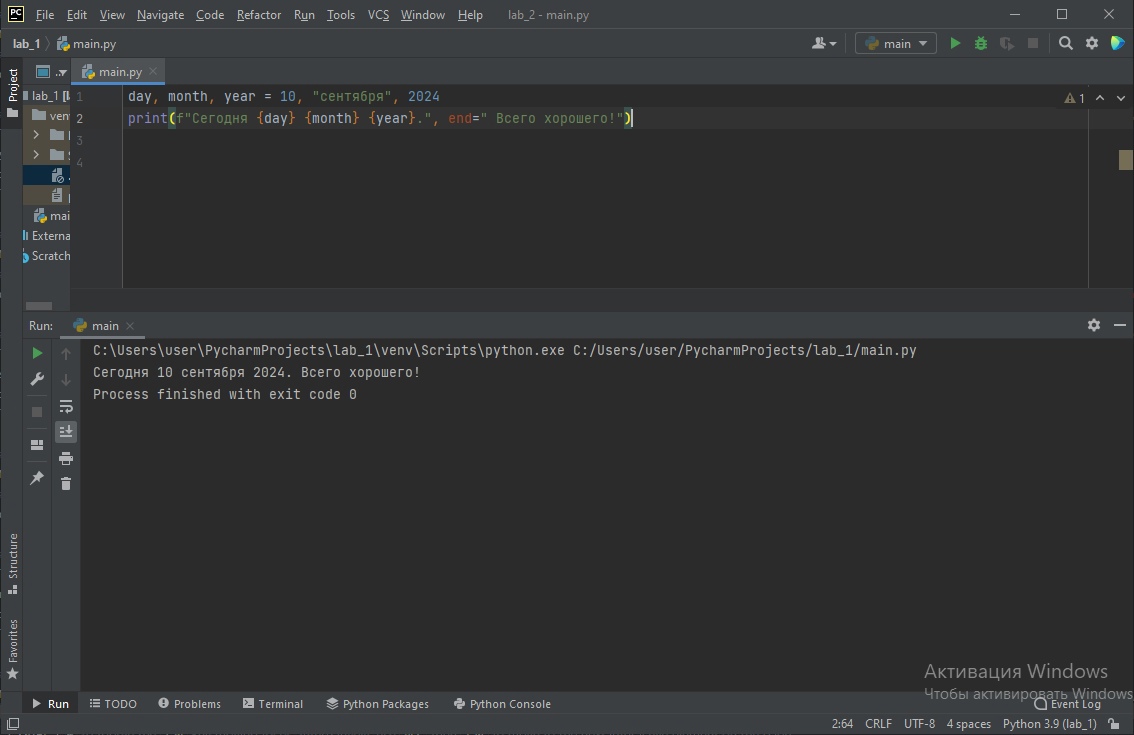 File Edit View Navigate Code Refactor Run Tools VCS Window Help lab_2 - main.py
lab_1 main.py main
Project
main.py
lab_1
1 day, month, year = 10, "сентября", 2024
1
2 print(f"Сегодня {day} {month} {year}.", end=" Всего хорошего!")
3
4
Run: main
C:\Users\user\PycharmProjects\lab_1\venv\Scripts\python.exe C:/Users/user/PycharmProjects/lab_1/main.py
Сегодня 10 сентября 2024. Всего хорошего!
Process finished with exit code 0
Structure
Favorites
Активация Windows
Чтобы активировать Windows
Run TODO Problems Terminal Python Packages Python Console Event Log
2:64 CRLF UTF-8 4 spaces Python 3.9 (lab_1)